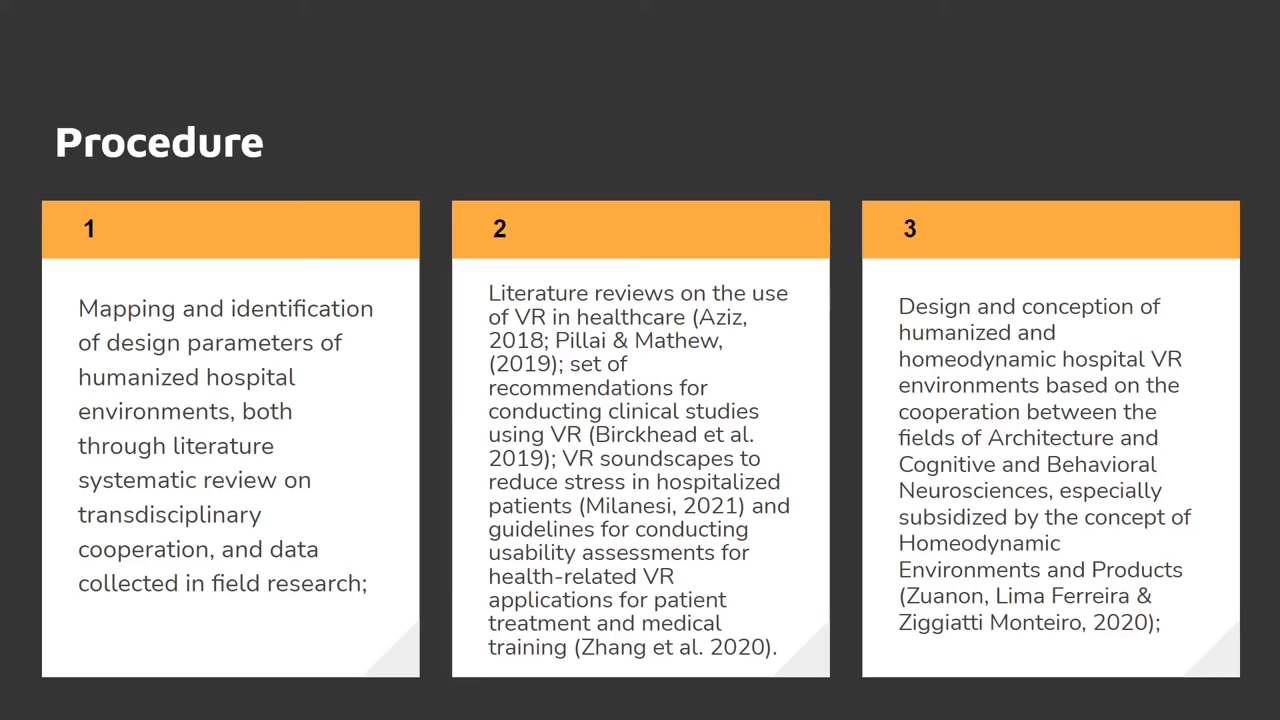 Procedure
1
Mapping and identification
of design parameters of
humanized hospital
environments, both
through literature
systematic review on
transdisciplinary
cooperation, and data
collected in field research;
2
Literature reviews on the use
of VR in healthcare (Aziz,
2018; Pillai & Mathew,
(2019); set of
recommendations for
conducting clinical studies
using VR (Birckhead et al.
2019); VR soundscapes to
reduce stress in hospitalized
patients (Milanesi, 2021) and
guidelines for conducting
usability assessments for
health-related VR
applications for patient
treatment and medical
training (Zhang et al. 2020).
3
Design and conception of
humanized and
homeodynamic hospital VR
environments based on the
cooperation between the
fields of Architecture and
Cognitive and Behavioral
Neurosciences, especially
subsidized by the concept of
Homeodynamic
Environments and Products
(Zuanon, Lima Ferreira &
Ziggiatti Monteiro, 2020);